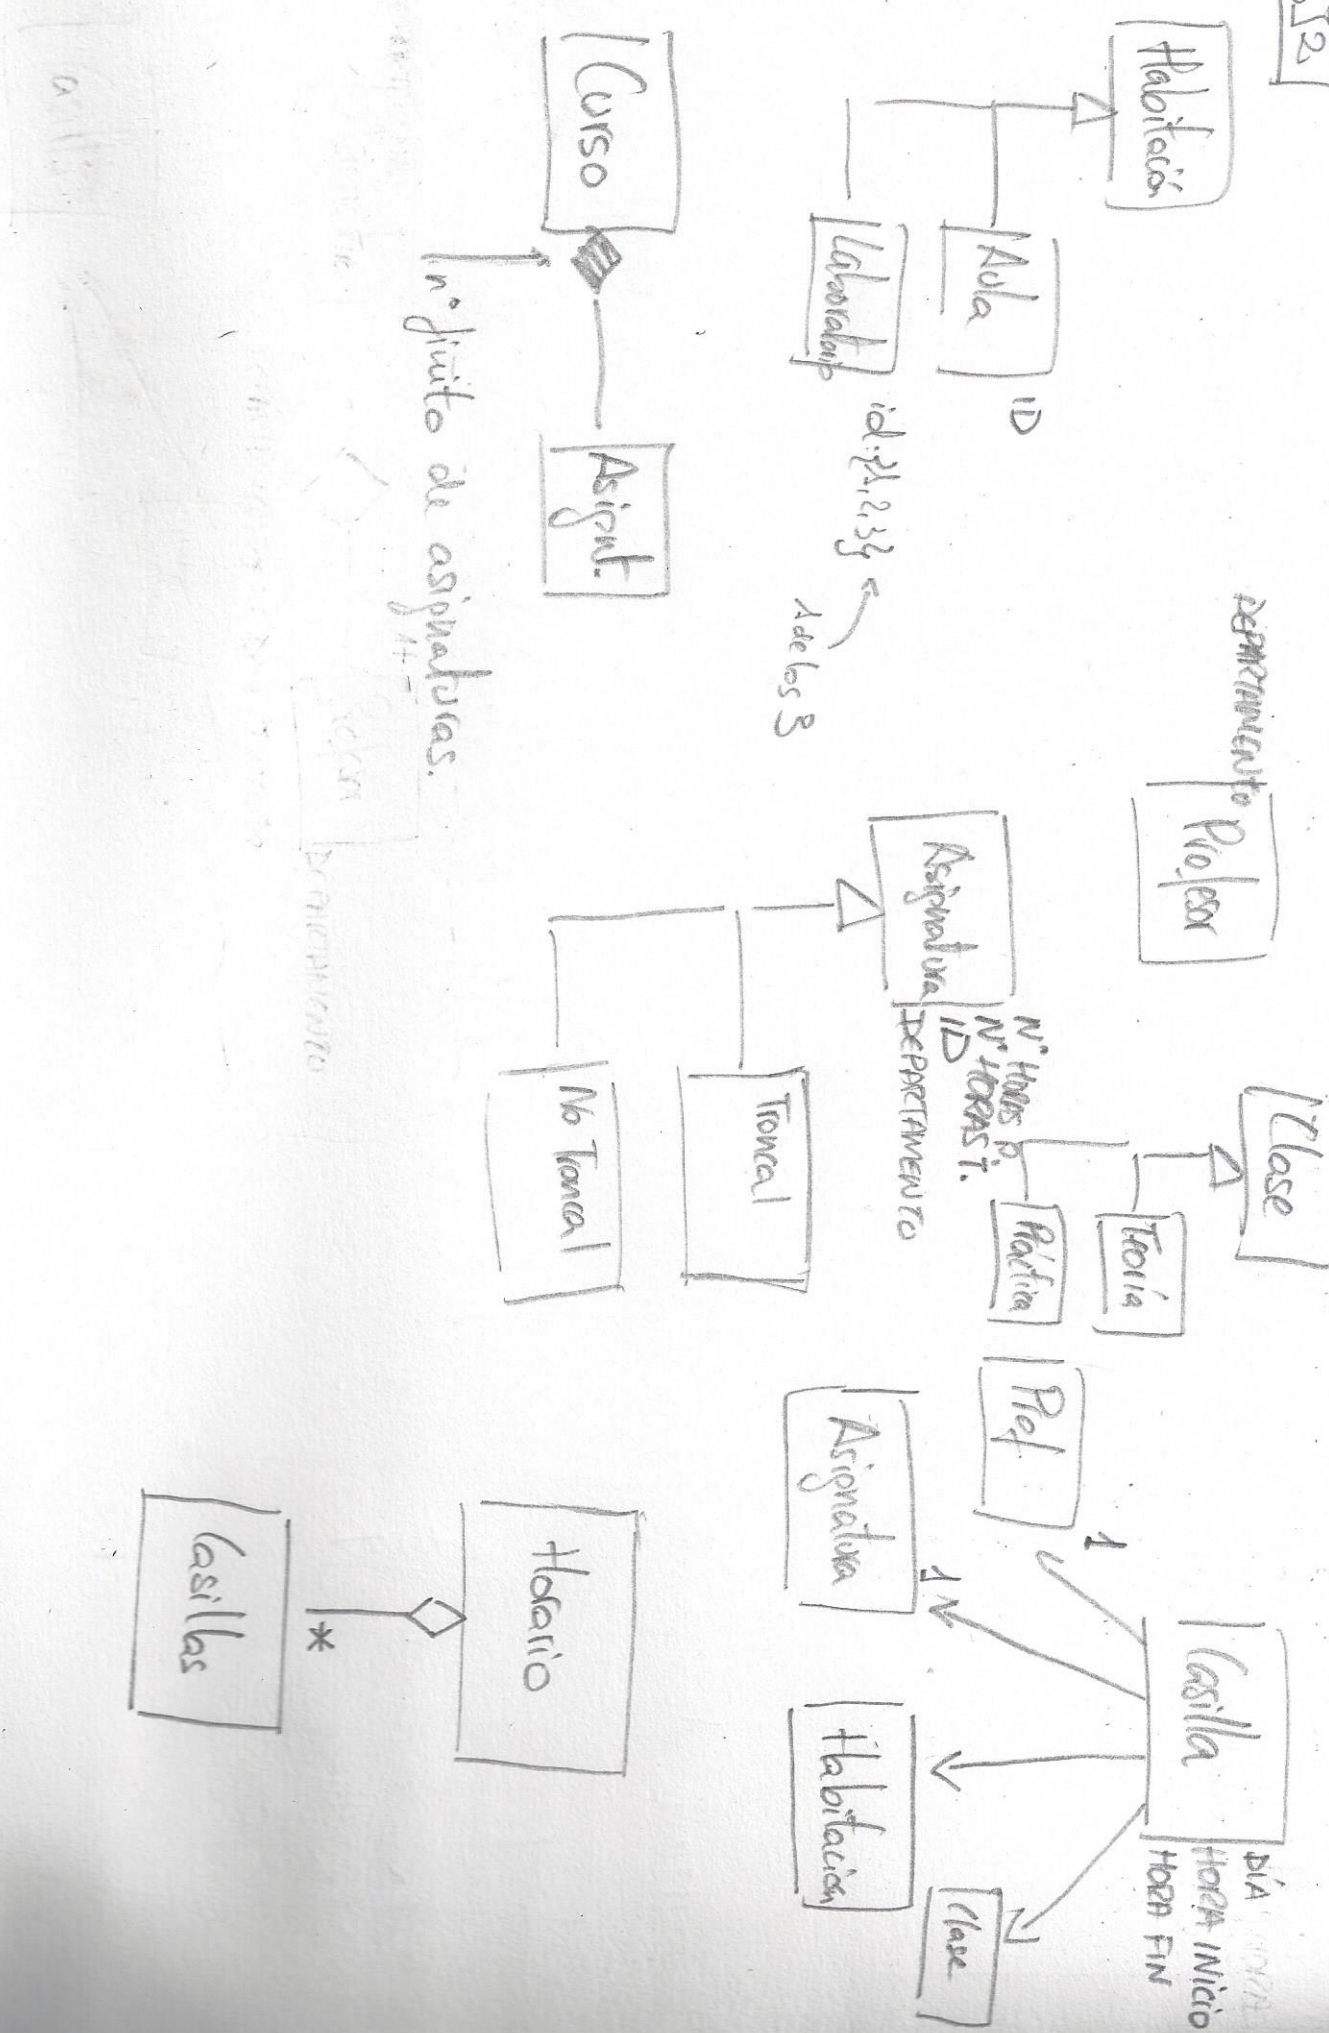 Habitación
Aula
ID
Laboratorio
id:{1,2,3}
1 de los 3
Curso
Asignt.
nº finito de asignaturas.
DEPARTAMENTO
Profesor
Asignatura
Nº HORAS P.
Nº HORAS T.
ID
DEPARTAMENTO
Troncal
No Troncal
Clase
Teoría
Práctica
Casilla
DÍA
HORA INICIO
HORA FIN
Prof
1
Asignatura
1
Habitación
Clase
Horario
*
Casillas
DEPARTAMENTO